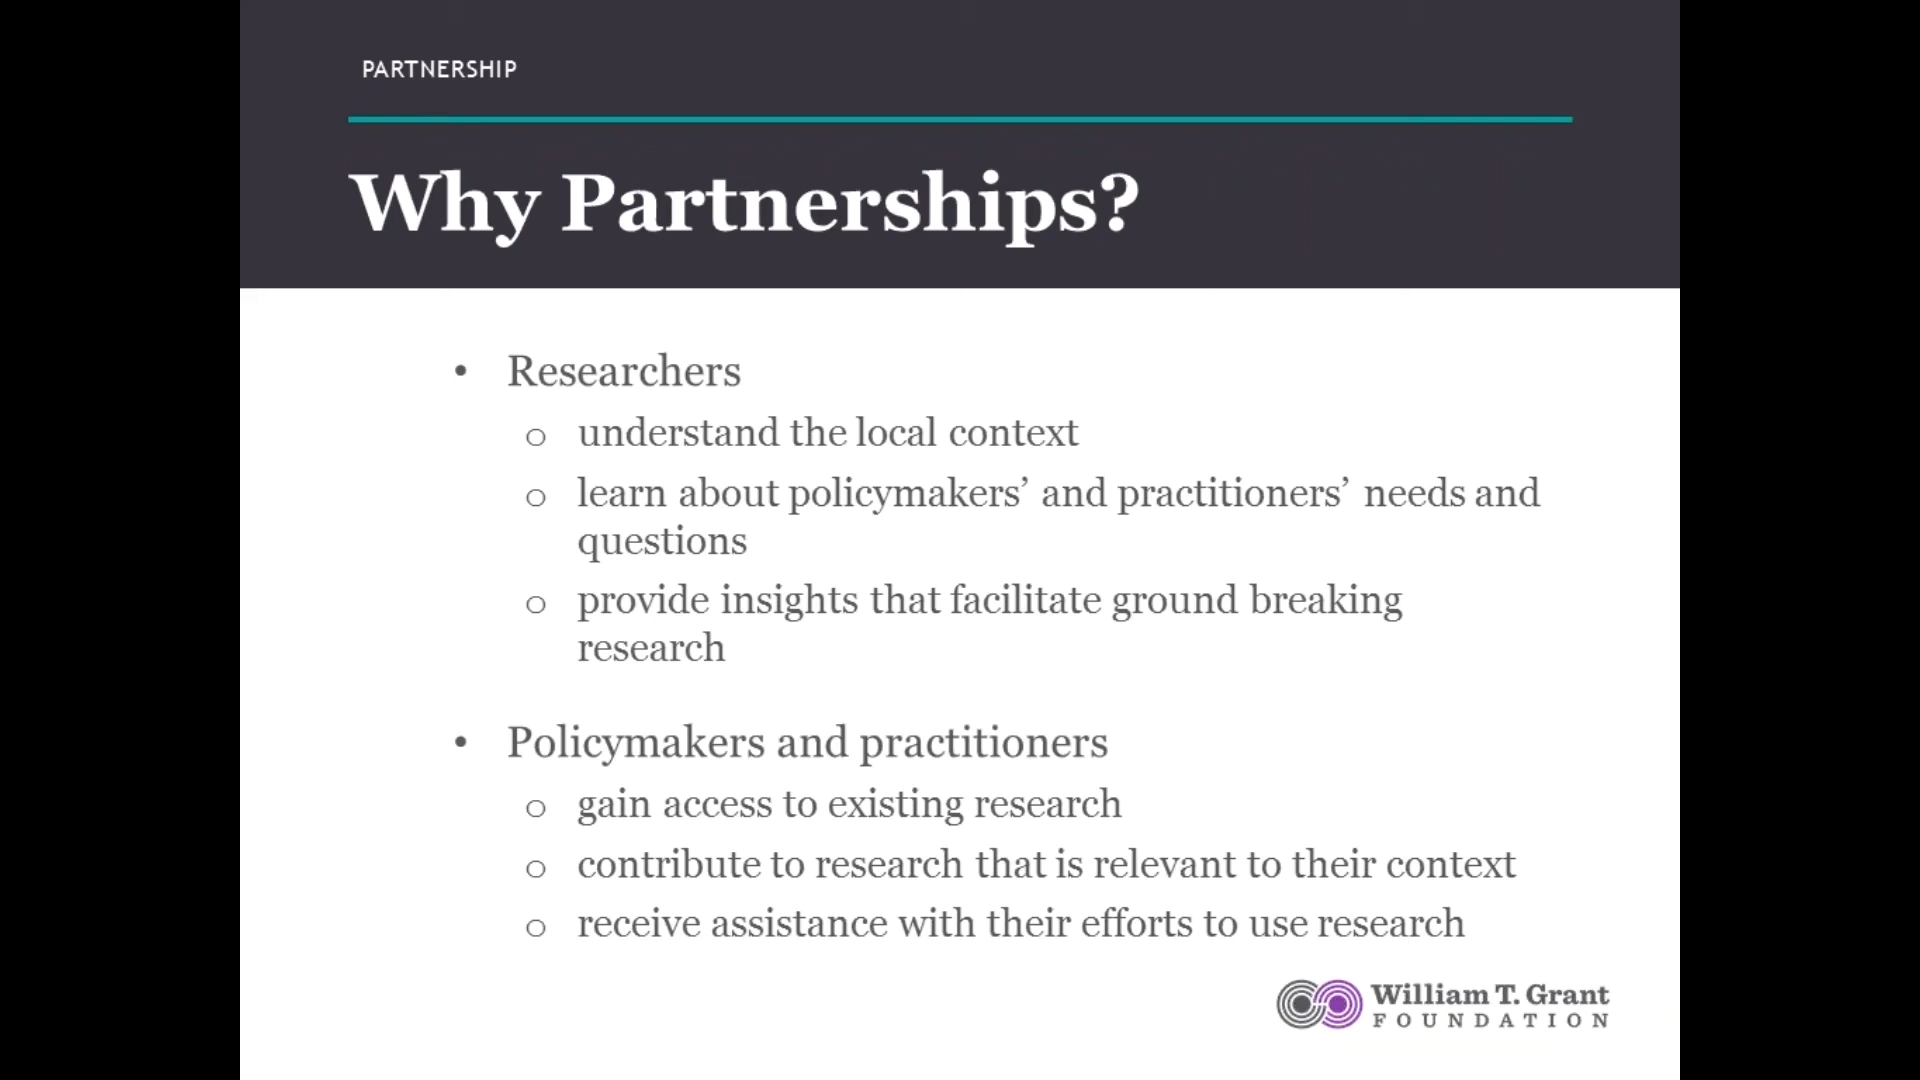 PARTNERSHIP
Why Partnerships?
• Researchers
o understand the local context
o learn about policymakers’ and practitioners’ needs and
questions
o provide insights that facilitate ground breaking
research
• Policymakers and practitioners
o gain access to existing research
o contribute to research that is relevant to their context
o receive assistance with their efforts to use research
William T. Grant
FOUNDATION